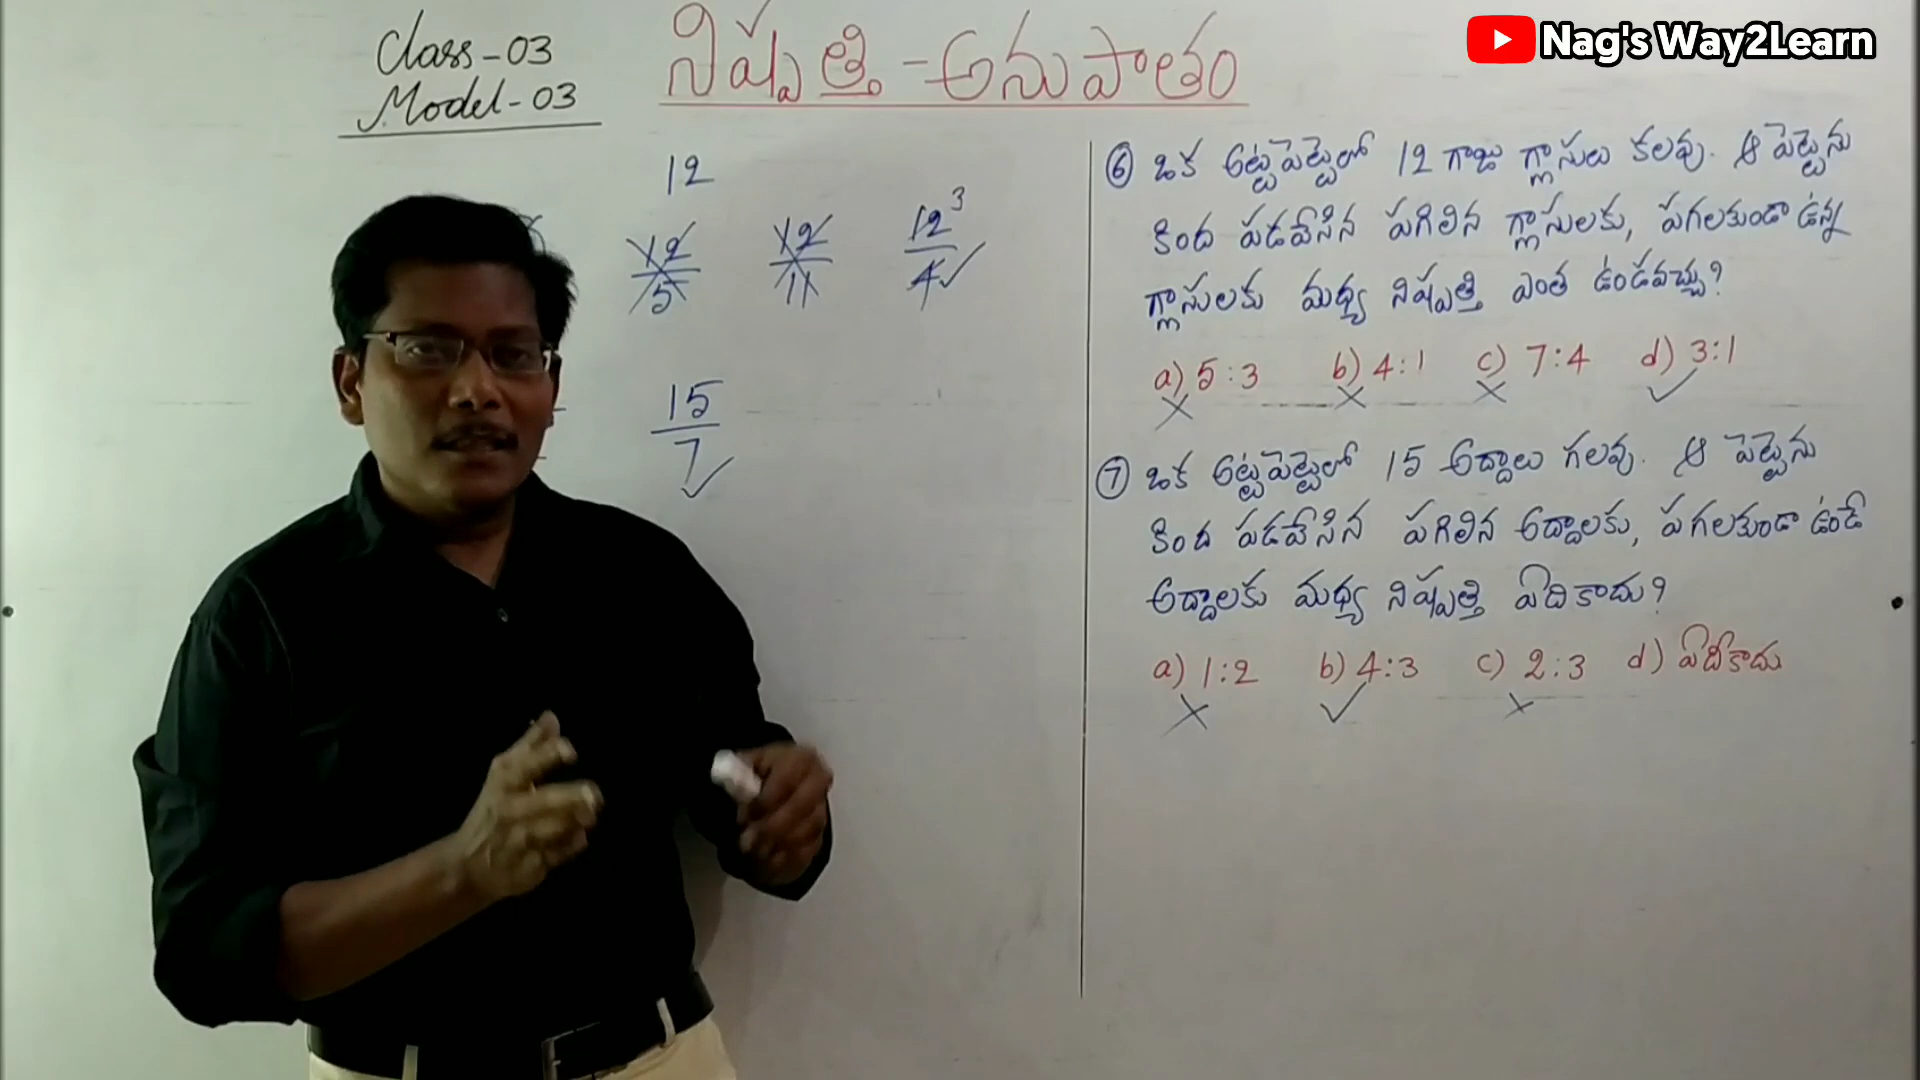 Nag's Way2Learn
Class-03
Model-03
నిష్పత్తి - అనుపాతం
12
12/5
12/11
12/4 3
15/7
6 ఒక అట్టపెట్టెలో 12 గాజు గ్లాసులు కలవు. ఆ పెట్టెను
కింద పడవేసిన పగిలిన గ్లాసులకు, పగలకుండా ఉన్న
గ్లాసులకు మధ్య నిష్పత్తి ఎంత ఉండవచ్చు?
a) 5:3 b) 4:1 c) 7:4 d) 3:1
7 ఒక అట్టపెట్టెలో 15 అద్దాలు గలవు. ఆ పెట్టెను
కింద పడవేసిన పగిలిన అద్దాలకు, పగలకుండా ఉండే
అద్దాలకు మధ్య నిష్పత్తి ఏదికాదు?
a) 1:2 b) 4:3 c) 2:3 d) ఏదీకాదు